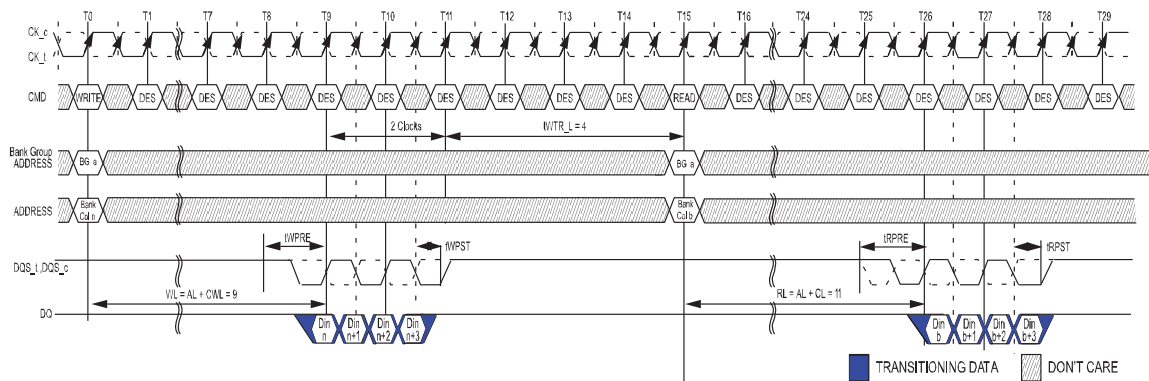 T0 T1 T7 T8 T9 T10 T11 T12 T13 T14 T15 T16 T24 T25 T26 T27 T28 T29
CK_c
CK_t
CMD WRITE DES DES DES DES DES DES DES DES DES READ DES DES DES DES DES DES DES
2 Clocks tWTR_L = 4
Bank Group
ADDRESS BG a BG a
ADDRESS Bank Col n Bank Col b
tWPRE tWPST tRPRE tRPST
DQS_t ,DQS_c
WL = AL + CWL = 9 RL = AL + CL = 11
DQ Din n Din n+1 Din n+2 Din n+3 Din b Din b+1 Din b+2 Din b+3
TRANSITIONING DATA DON'T CARE